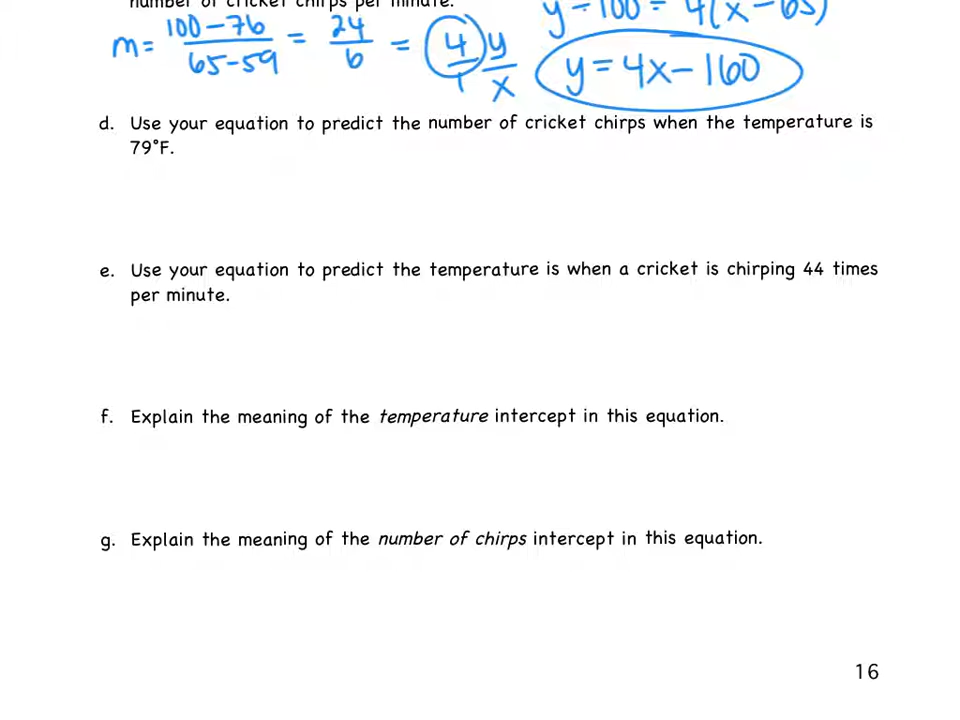 number of cricket chirps per minute.
y - 100 = 4(x - 65)
m = 100-76/65-59 = 24/6 = 4/1 y/x
y = 4x - 160
d. Use your equation to predict the number of cricket chirps when the temperature is
79°F.
e. Use your equation to predict the temperature is when a cricket is chirping 44 times
per minute.
f. Explain the meaning of the temperature intercept in this equation.
g. Explain the meaning of the number of chirps intercept in this equation.
16